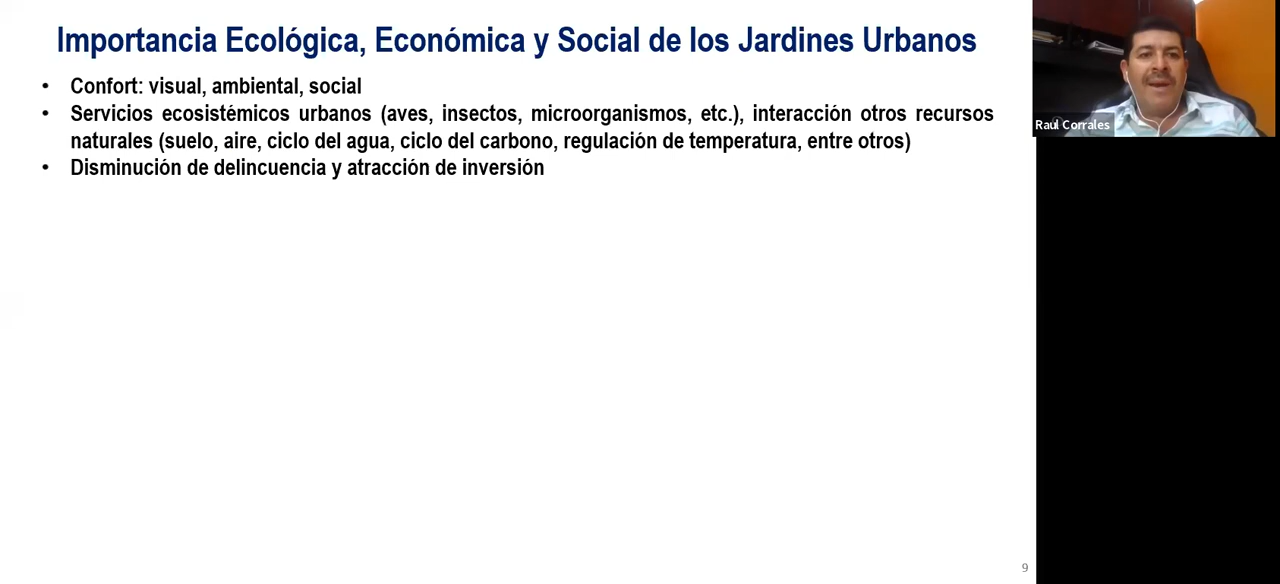 Importancia Ecológica, Económica y Social de los Jardines Urbanos
• Confort: visual, ambiental, social
• Servicios ecosistémicos urbanos (aves, insectos, microorganismos, etc.), interacción otros recursos
naturales (suelo, aire, ciclo del agua, ciclo del carbono, regulación de temperatura, entre otros)
• Disminución de delincuencia y atracción de inversión
Raul Corrales
9